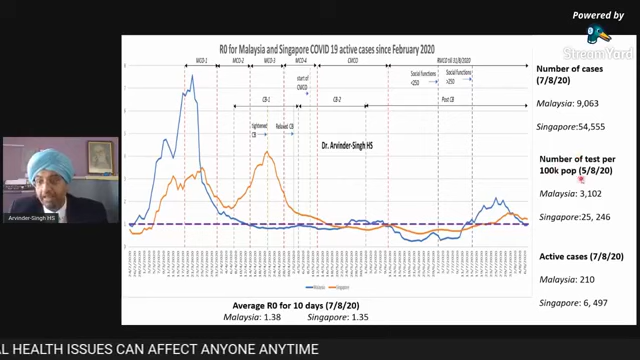 Powered by
StreamYard
R0 for Malaysia and Singapore COVID 19 active cases since February 2020
MCO-1
MCO-2
MCO-3
MCO-4
CMCO
RMCO till 31/8/2020
start of CMCO
Social functions <250
Social functions >250
CB-1
CB-2
Post CB
tightened CB
Relaxed CB
Dr. Arvinder-Singh HS
Malaysia
Singapore
Average R0 for 10 days (7/8/20)
Malaysia: 1.38 Singapore: 1.35
Number of cases (7/8/20)
Malaysia: 9,063
Singapore:54,555
Number of test per
100k pop (5/8/20)
Malaysia: 3,102
Singapore:25, 246
Active cases (7/8/20)
Malaysia: 210
Singapore: 6, 497
Arvinder-Singh HS
AL HEALTH ISSUES CAN AFFECT ANYONE ANYTIME